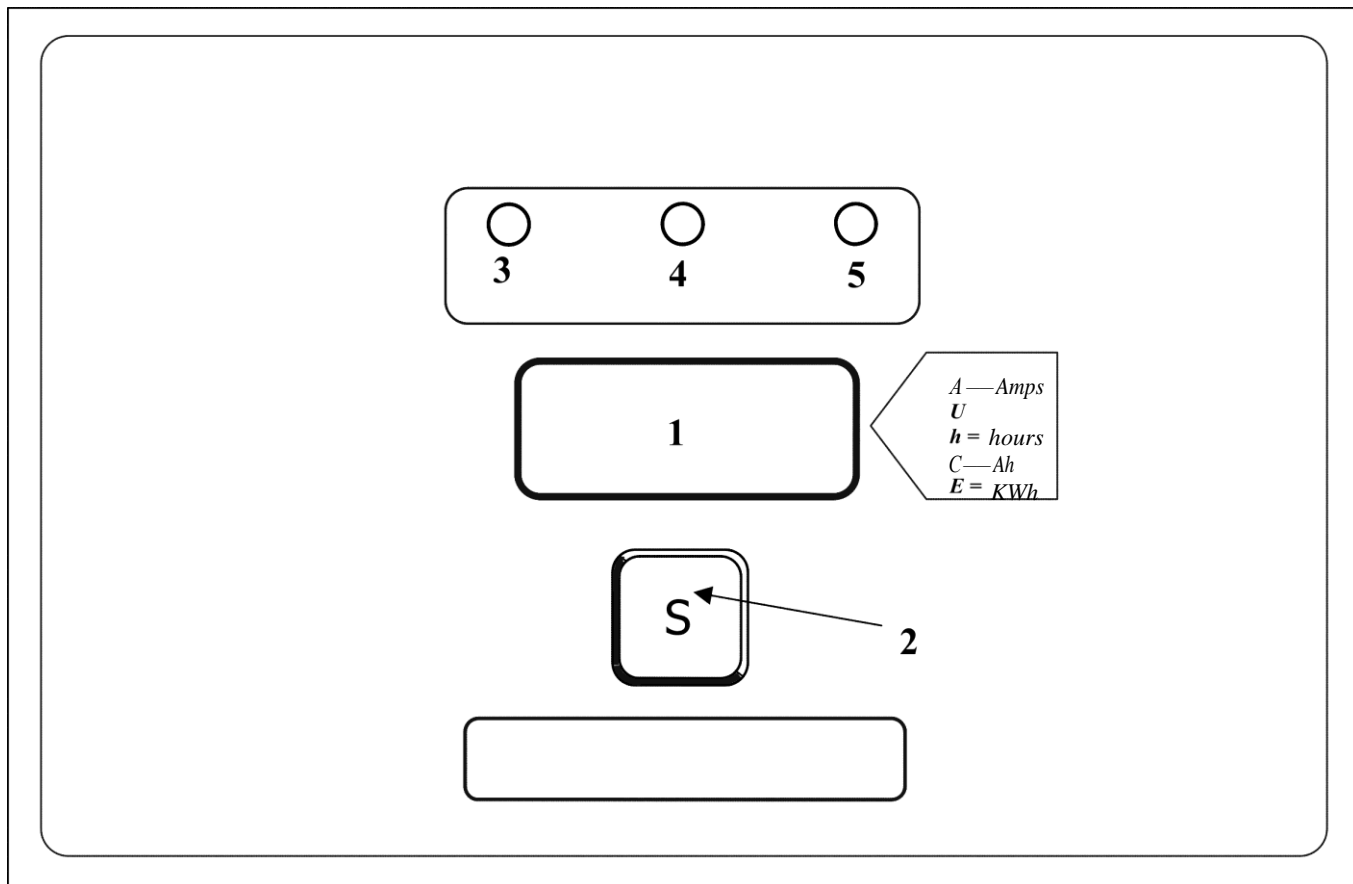 3 4 5
1
A — Amps
U
h = hours
C — Ah
E = KWh
S
2